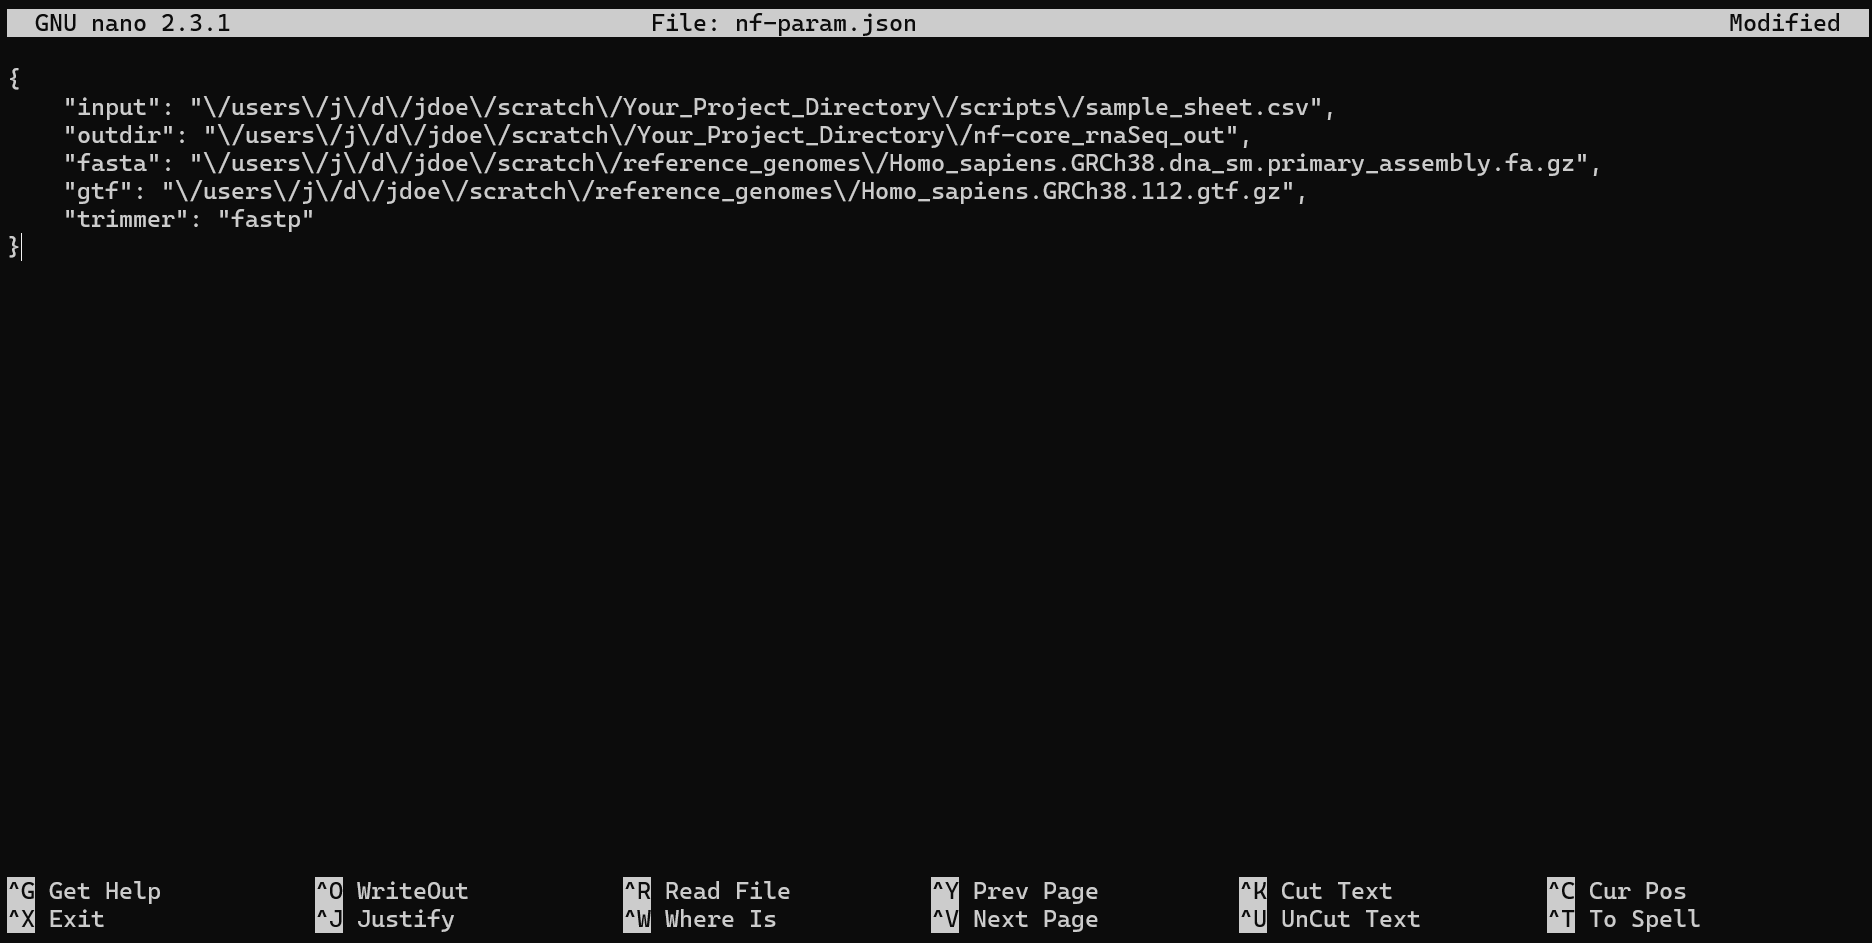 GNU nano 2.3.1 File: nf-param.json Modified
{
    "input": "\/users\/j\/d\/jdoe\/scratch\/Your_Project_Directory\/scripts\/sample_sheet.csv",
    "outdir": "\/users\/j\/d\/jdoe\/scratch\/Your_Project_Directory\/nf-core_rnaSeq_out",
    "fasta": "\/users\/j\/d\/jdoe\/scratch\/reference_genomes\/Homo_sapiens.GRCh38.dna_sm.primary_assembly.fa.gz",
    "gtf": "\/users\/j\/d\/jdoe\/scratch\/reference_genomes\/Homo_sapiens.GRCh38.112.gtf.gz",
    "trimmer": "fastp"
}
^G Get Help ^O WriteOut ^R Read File ^Y Prev Page ^K Cut Text ^C Cur Pos
^X Exit ^J Justify ^W Where Is ^V Next Page ^U UnCut Text ^T To Spell